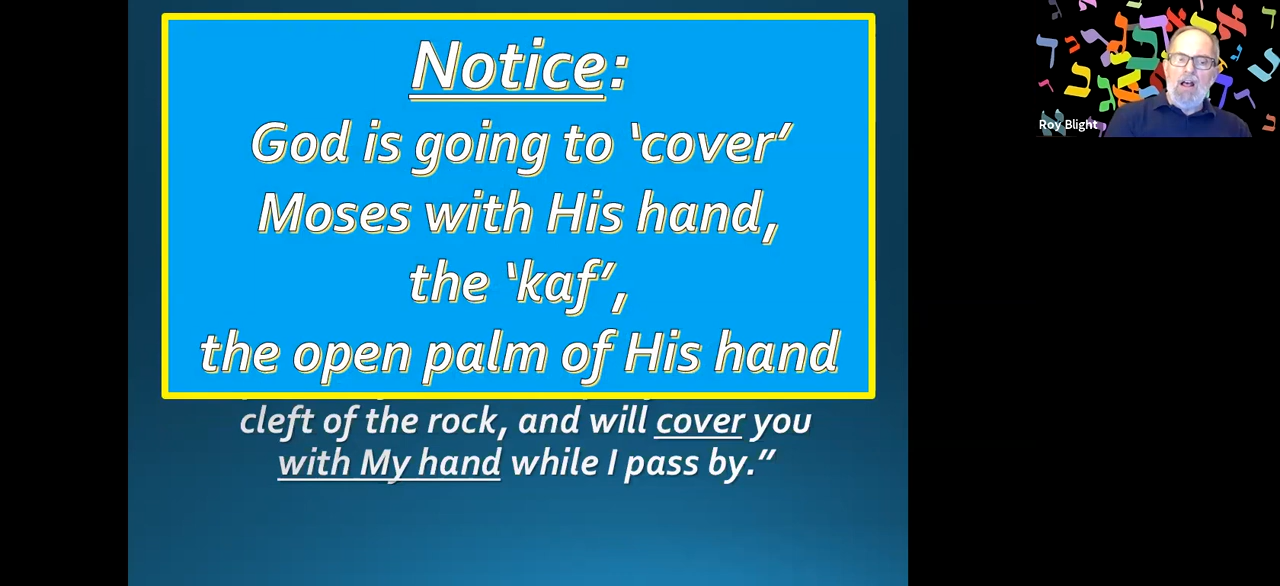 Notice:
God is going to ‘cover’
Moses with His hand,
the ‘kaf’,
the open palm of His hand
cleft of the rock, and will cover you
with My hand while I pass by.”
Roy Blight